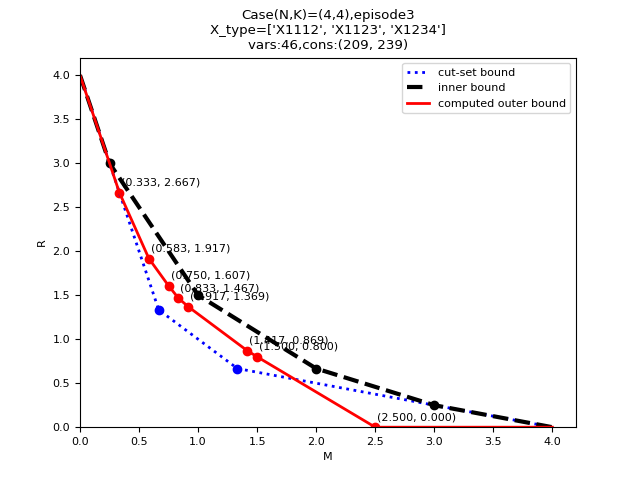 Case(N,K)=(4,4),episode3
X_type=['X1112', 'X1123', 'X1234']
vars:46,cons:(209, 239)
cut-set bound
inner bound
computed outer bound
4.0
3.5
3.0
2.5
2.0
1.5
1.0
0.5
0.0
R
(0.333, 2.667)
(0.583, 1.917)
(0.750, 1.607)
(0.833, 1.467)
(0.917, 1.369)
(1.417, 0.869)
(1.500, 0.800)
(2.500, 0.000)
0.0 0.5 1.0 1.5 2.0 2.5 3.0 3.5 4.0
M